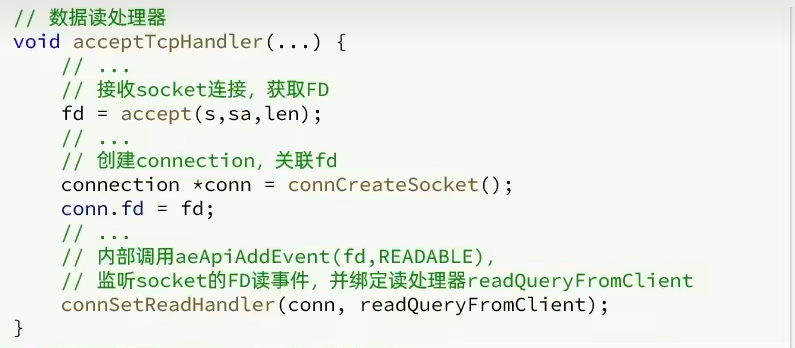 // 数据读处理器
void acceptTcpHandler(...) {
// ...
// 接收socket连接，获取FD
fd = accept(s,sa,len);
// ...
// 创建connection，关联fd
connection *conn = connCreateSocket();
conn.fd = fd;
// ...
// 内部调用aeApiAddEvent(fd,READABLE)，
// 监听socket的FD读事件，并绑定读处理器readQueryFromClient
connSetReadHandler(conn, readQueryFromClient);
}